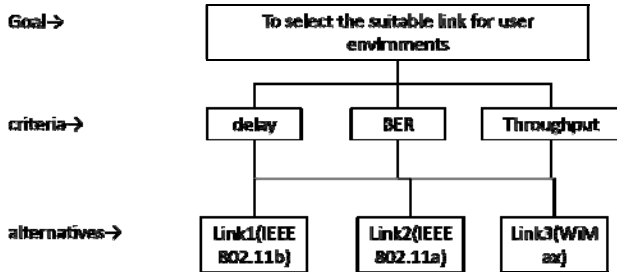 Goal→
To select the suitable link for user
envirnments
criteria→
delay
BER
Throughput
alternatives→
Link1(IEEE
802.11b)
Link2(IEEE
802.11a)
Link3(WiM
ax)